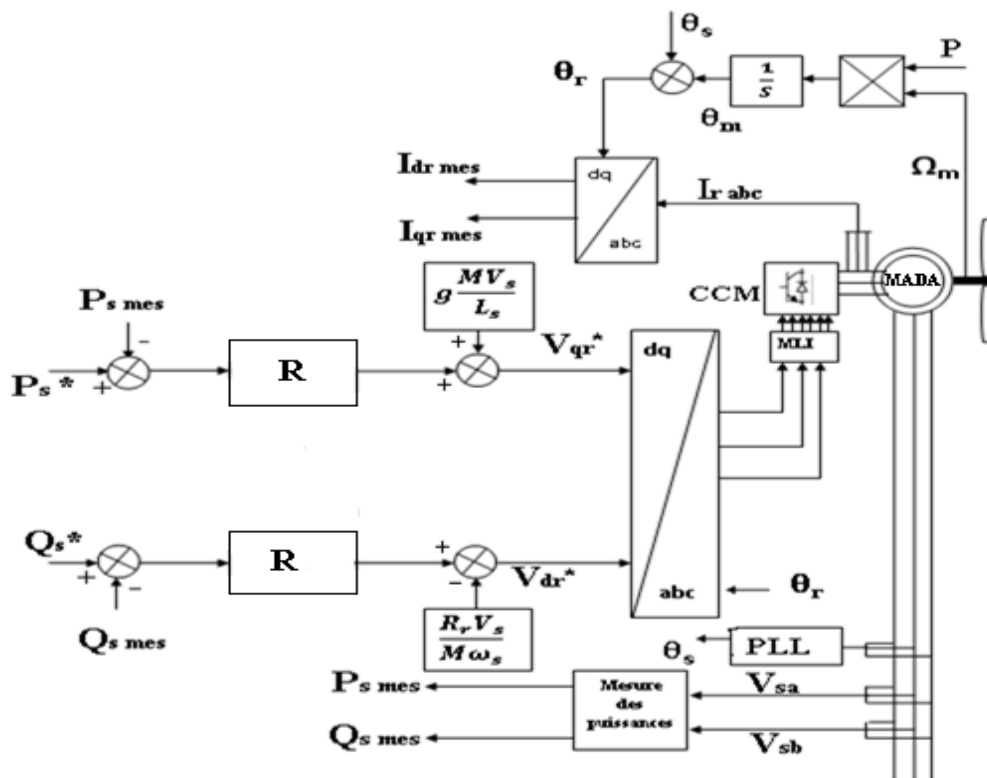 θs
P
θr
1/s
θm
Ωm
dq
abc
Idr mes
Iqr mes
Ir abc
MADA
CCM
MLI
g MVs/Ls
Ps mes
-
+
Ps *
R
+
+
Vqr*
dq
abc
Qs*
+
-
Qs mes
R
+
-
Vdr*
RrVs/Mωs
θr
θs
PLL
Ps mes
Qs mes
Mesure
des
puissances
Vsa
Vsb